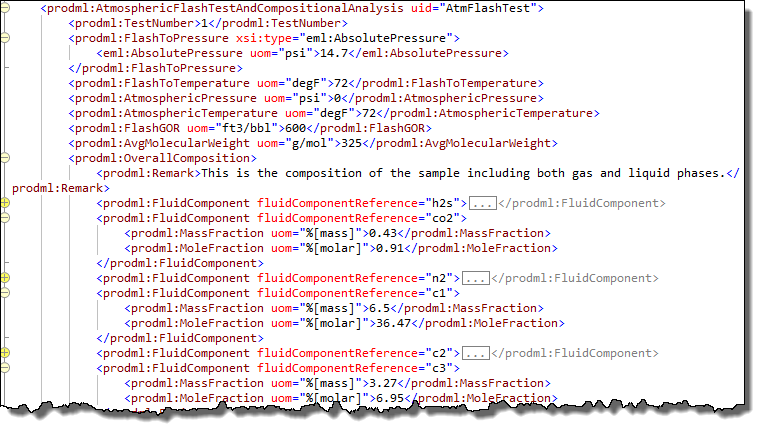 <prodml:AtmosphericFlashTestAndCompositionalAnalysis uid="AtmFlashTest">
<prodml:TestNumber>1</prodml:TestNumber>
<prodml:FlashToPressure xsi:type="eml:AbsolutePressure">
<eml:AbsolutePressure uom="psi">14.7</eml:AbsolutePressure>
</prodml:FlashToPressure>
<prodml:FlashToTemperature uom="degF">72</prodml:FlashToTemperature>
<prodml:AtmosphericPressure uom="psi">0</prodml:AtmosphericPressure>
<prodml:AtmosphericTemperature uom="degF">72</prodml:AtmosphericTemperature>
<prodml:FlashGOR uom="ft3/bbl">600</prodml:FlashGOR>
<prodml:AvgMolecularWeight uom="g/mol">325</prodml:AvgMolecularWeight>
<prodml:OverallComposition>
<prodml:Remark>This is the composition of the sample including both gas and liquid phases.</
prodml:Remark>
<prodml:FluidComponent fluidComponentReference="h2s">...</prodml:FluidComponent>
<prodml:FluidComponent fluidComponentReference="co2">
<prodml:MassFraction uom="%[mass]">0.43</prodml:MassFraction>
<prodml:MoleFraction uom="%[molar]">0.91</prodml:MoleFraction>
</prodml:FluidComponent>
<prodml:FluidComponent fluidComponentReference="n2">...</prodml:FluidComponent>
<prodml:FluidComponent fluidComponentReference="c1">
<prodml:MassFraction uom="%[mass]">6.5</prodml:MassFraction>
<prodml:MoleFraction uom="%[molar]">36.47</prodml:MoleFraction>
</prodml:FluidComponent>
<prodml:FluidComponent fluidComponentReference="c2">...</prodml:FluidComponent>
<prodml:FluidComponent fluidComponentReference="c3">
<prodml:MassFraction uom="%[mass]">3.27</prodml:MassFraction>
<prodml:MoleFraction uom="%[molar]">6.95</prodml:MoleFraction>